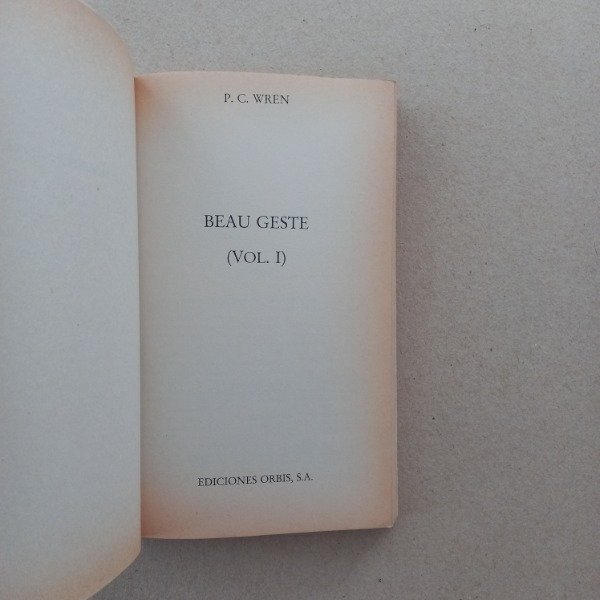 P. C. WREN
BEAU GESTE
(VOL. I)
EDICIONES ORBIS, S.A.